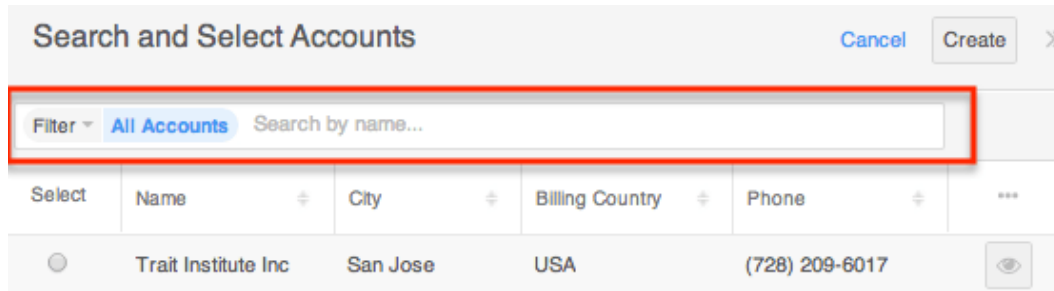 Search and Select Accounts Cancel Create
Filter All Accounts Search by name...
Select Name City Billing Country Phone
Trait Institute Inc San Jose USA (728) 209-6017